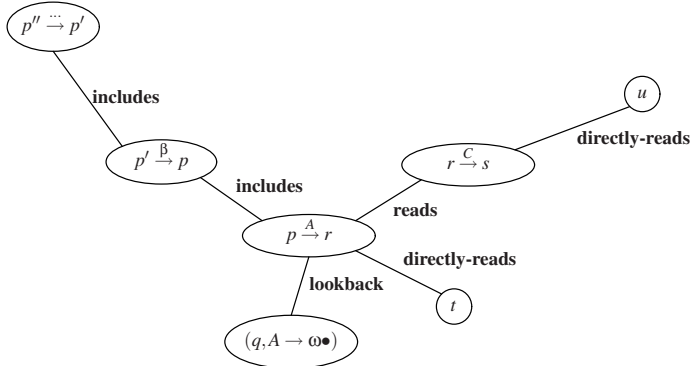 p'' →^{...} p'
includes
u
directly-reads
p' →^{β} p
r →^{C} s
includes
reads
p →^{A} r
directly-reads
lookback
t
(q, A → ω•)